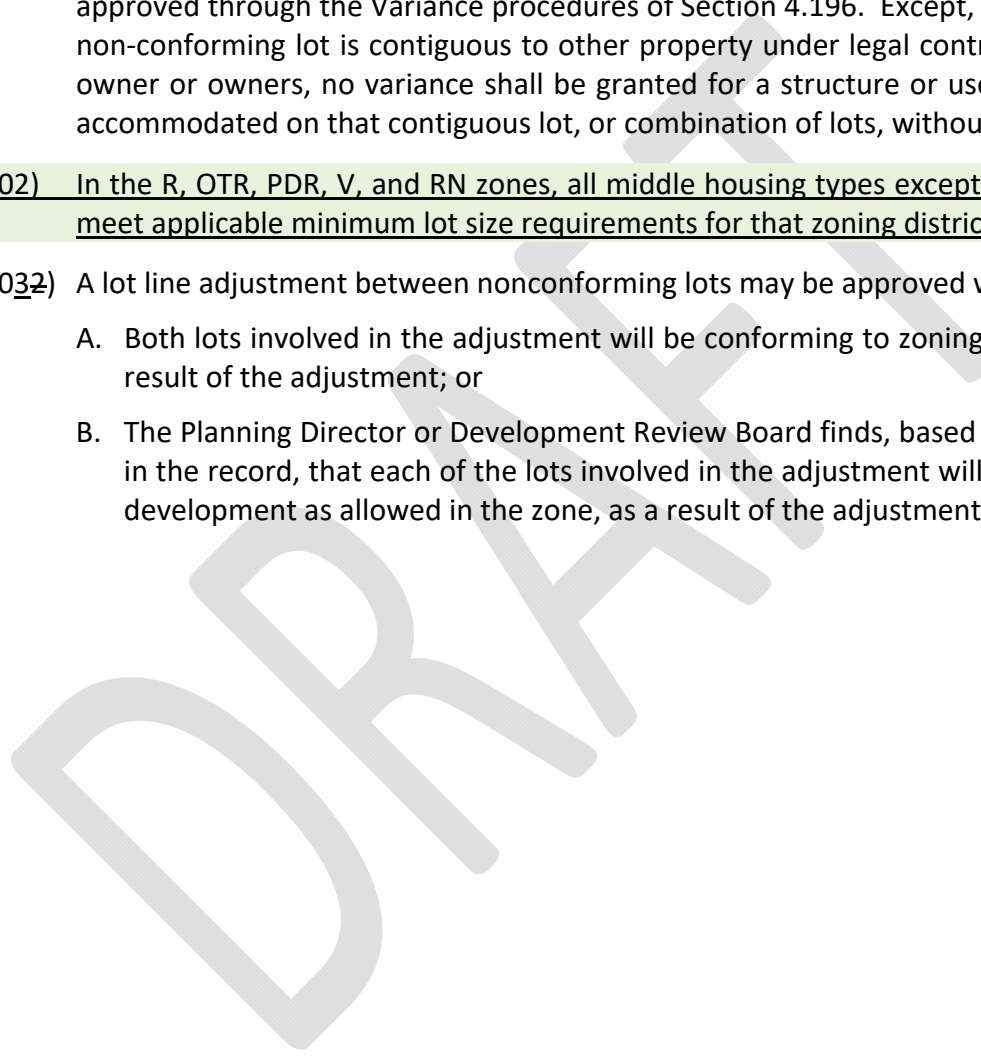 approved through the Variance procedures of Section 4.196. Except,
non-conforming lot is contiguous to other property under legal
owner or owners, no variance shall be granted for a structure or
accommodated on that contiguous lot, or combination of lots,
02) In the R, OTR, PDR, V, and RN zones, all middle housing types except
meet applicable minimum lot size requirements for that zoning
032) A lot line adjustment between nonconforming lots may be approved
A. Both lots involved in the adjustment will be conforming to zoning
result of the adjustment; or
B. The Planning Director or Development Review Board finds, based
in the record, that each of the lots involved in the adjustment will
development as allowed in the zone, as a result of the adjustment
DRAFT